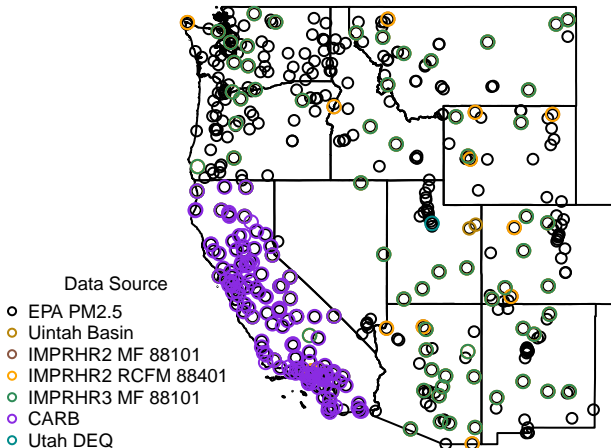 Data Source
EPA PM2.5
Uintah Basin
IMPRHR2 MF 88101
IMPRHR2 RCFM 88401
IMPRHR3 MF 88101
CARB
Utah DEQ